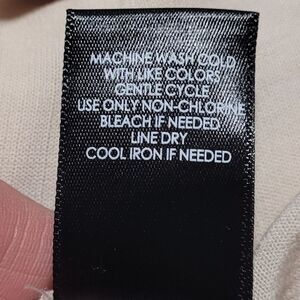 MACHINE WASH COLD
WITH LIKE COLORS
GENTLE CYCLE
USE ONLY NON-CHLORINE
BLEACH IF NEEDED
LINE DRY
COOL IRON IF NEEDED